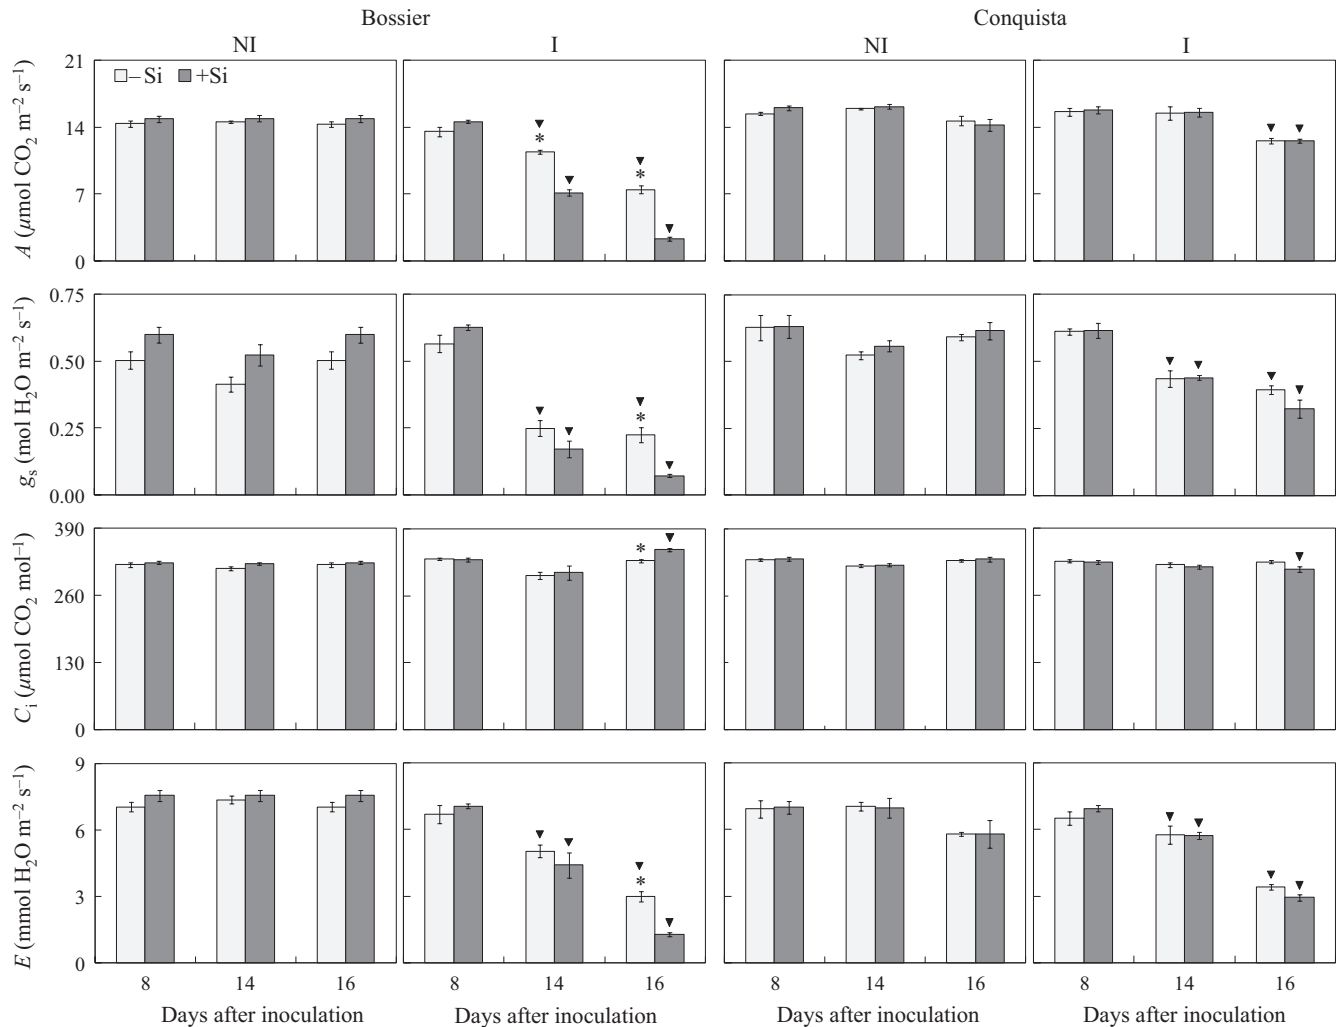 Bossier Conquista
NI I NI I
– Si +Si
A (µmol CO₂ m⁻² s⁻¹)
21
14
7
0
▼ ▼
* *
▼ ▼
▼ ▼
gₛ (mol H₂O m⁻² s⁻¹)
0.75
0.50
0.25
0.00
▼ ▼ ▼
*
▼
▼ ▼ ▼ ▼
Cᵢ (µmol CO₂ mol⁻¹)
390
260
130
0
* ▼ ▼
E (mmol H₂O m⁻² s⁻¹)
9
6
3
0
▼ ▼ ▼
*
▼
▼ ▼ ▼ ▼
8 14 16 8 14 16 8 14 16 8 14 16
Days after inoculation Days after inoculation Days after inoculation Days after inoculation